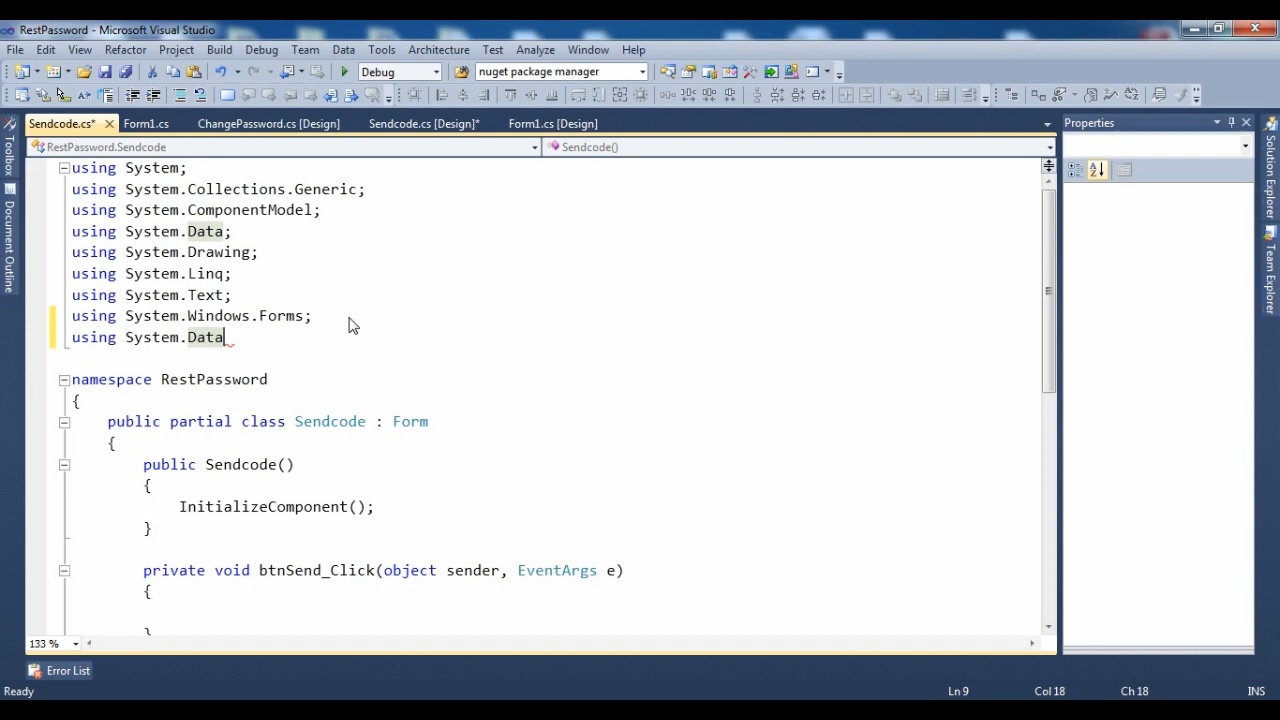 RestPassword - Microsoft Visual Studio
File Edit View Refactor Project Build Debug Team Data Tools Architecture Test Analyze Window Help
Debug nuget package manager
Sendcode.cs* Form1.cs ChangePassword.cs [Design] Sendcode.cs [Design]* Form1.cs [Design]
Properties
RestPassword.Sendcode Sendcode()
Toolbox
Document Outline
Solution Explorer
Team Explorer
using System;
using System.Collections.Generic;
using System.ComponentModel;
using System.Data;
using System.Drawing;
using System.Linq;
using System.Text;
using System.Windows.Forms;
using System.Data
namespace RestPassword
{
public partial class Sendcode : Form
{
public Sendcode()
{
InitializeComponent();
}
private void btnSend_Click(object sender, EventArgs e)
{
}
133 %
Error List
Ready Ln 9 Col 18 Ch 18 INS